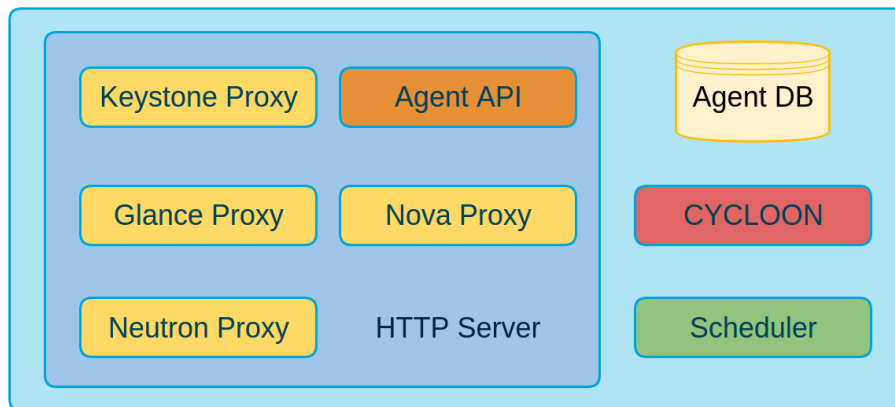 Keystone Proxy
Agent API
Agent DB
Glance Proxy
Nova Proxy
CYCLOON
Neutron Proxy
HTTP Server
Scheduler